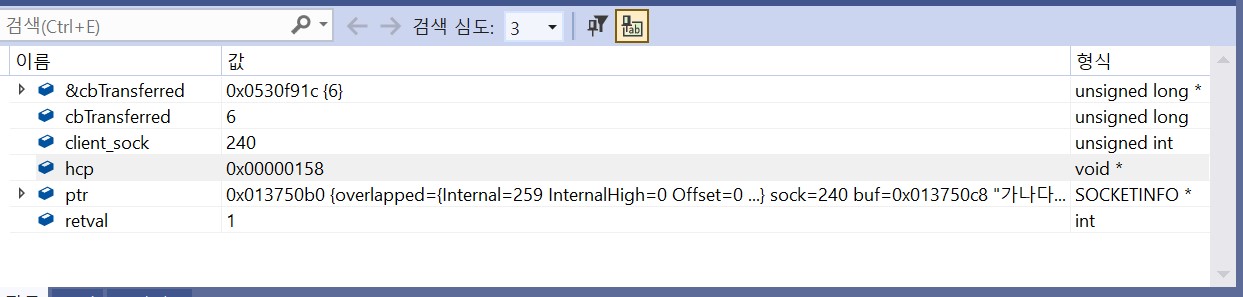 검색(Ctrl+E) 검색 심도: 3
이름 값 형식
&cbTransferred 0x0530f91c {6} unsigned long *
cbTransferred 6 unsigned long
client_sock 240 unsigned int
hcp 0x00000158 void *
ptr 0x013750b0 {overlapped={Internal=259 InternalHigh=0 Offset=0 ...} sock=240 buf=0x013750c8 "가나다... SOCKETINFO *
retval 1 int